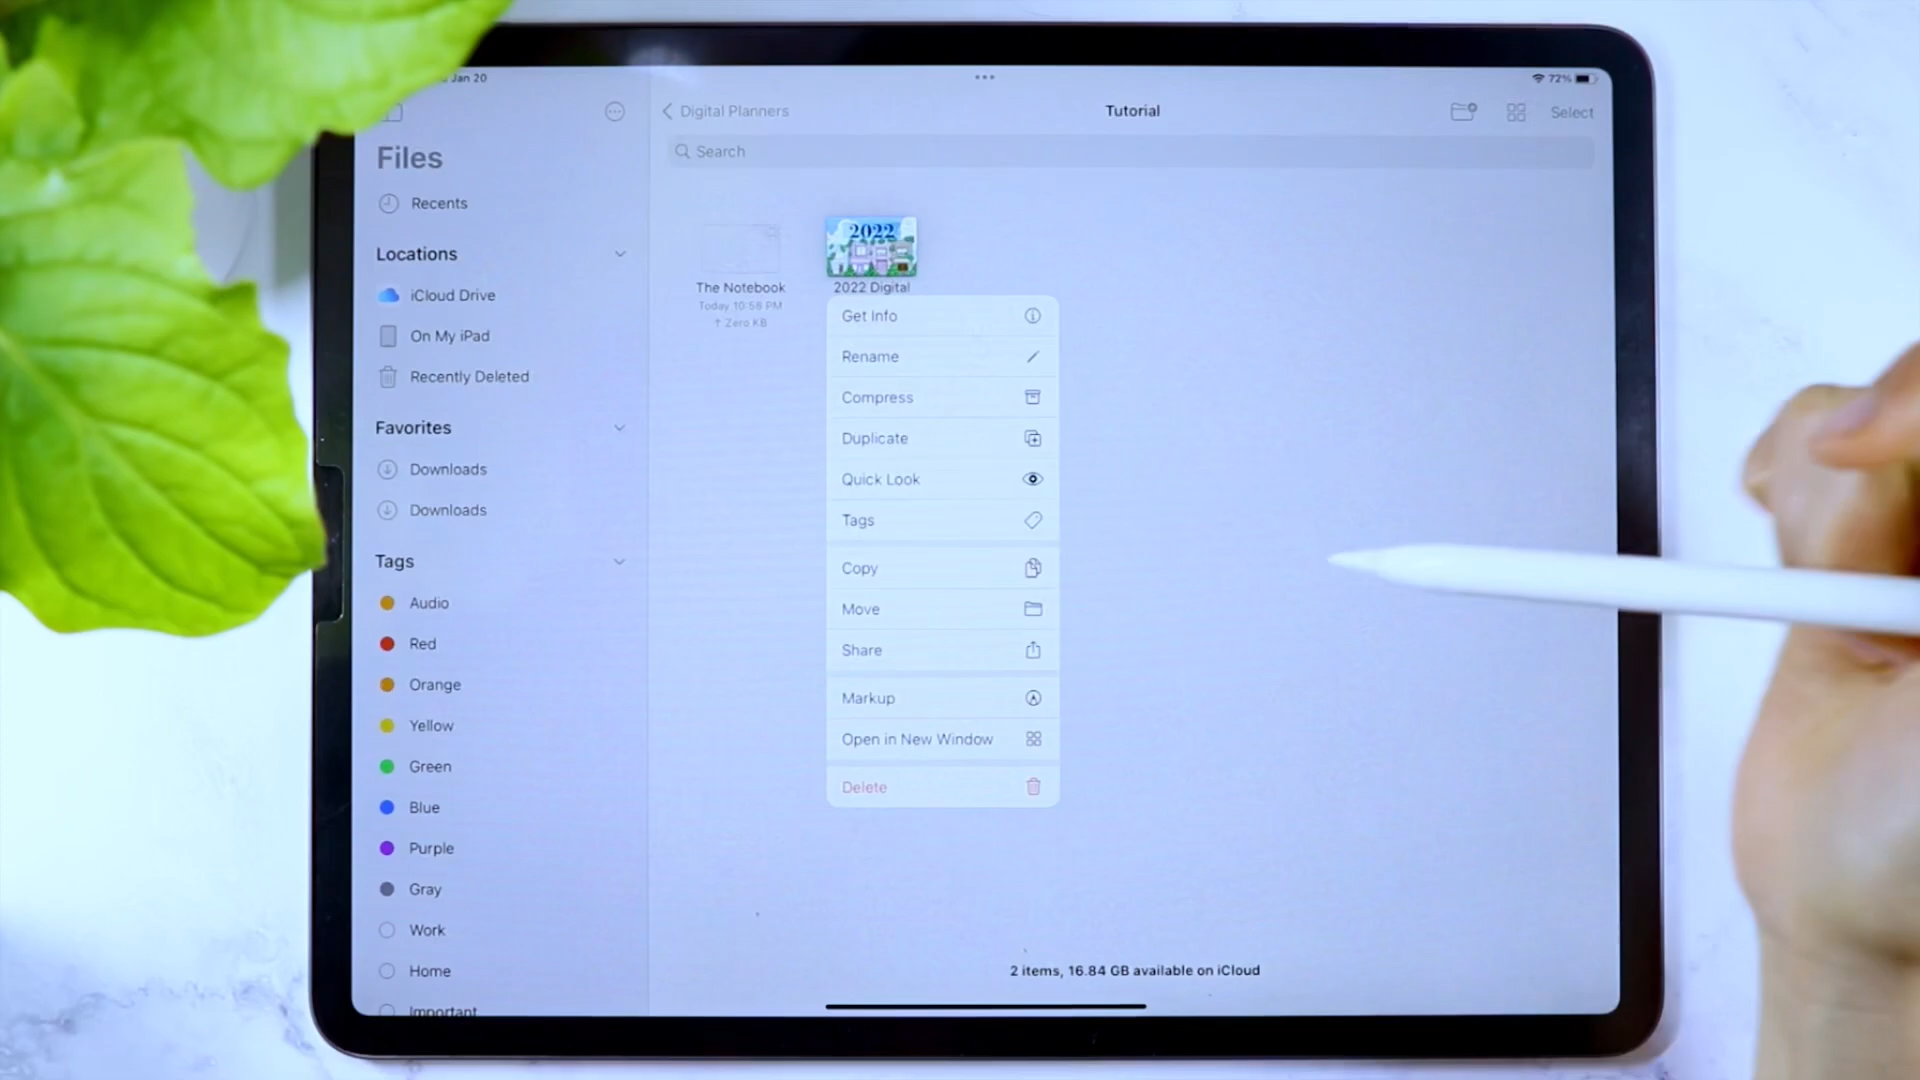 Jan 20
72%
Files
Recents
Locations
iCloud Drive
On My iPad
Recently Deleted
Favorites
Downloads
Downloads
Tags
Audio
Red
Orange
Yellow
Green
Blue
Purple
Gray
Work
Home
Important
Digital Planners
Tutorial
Select
Search
The Notebook
Today 10:58 PM
↑ Zero KB
2022
2022 Digital
Get Info
Rename
Compress
Duplicate
Quick Look
Tags
Copy
Move
Share
Markup
Open in New Window
Delete
2 items, 16.84 GB available on iCloud